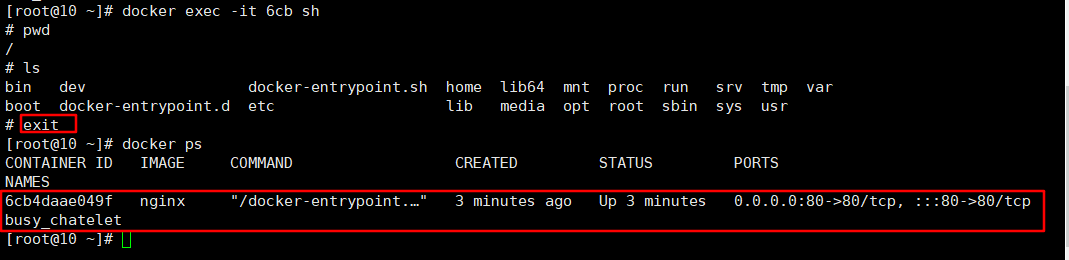 [root@10 ~]# docker exec -it 6cb sh
# pwd
/
# ls
bin   dev                  docker-entrypoint.sh  home  lib64  mnt  proc  run   srv  tmp  var
boot  docker-entrypoint.d  etc                   lib   media  opt  root  sbin  sys  usr
# exit
[root@10 ~]# docker ps
CONTAINER ID   IMAGE     COMMAND                  CREATED         STATUS         PORTS
NAMES
6cb4daae049f   nginx     "/docker-entrypoint.…"   3 minutes ago   Up 3 minutes   0.0.0.0:80->80/tcp, :::80->80/tcp
busy_chatelet
[root@10 ~]#